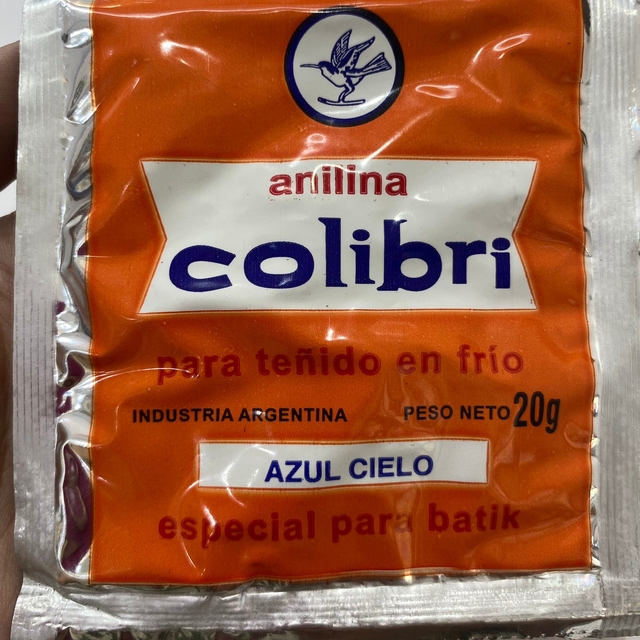 anilina
colibri
para teñido en frío
INDUSTRIA ARGENTINA PESO NETO 20g
AZUL CIELO
especial para batik